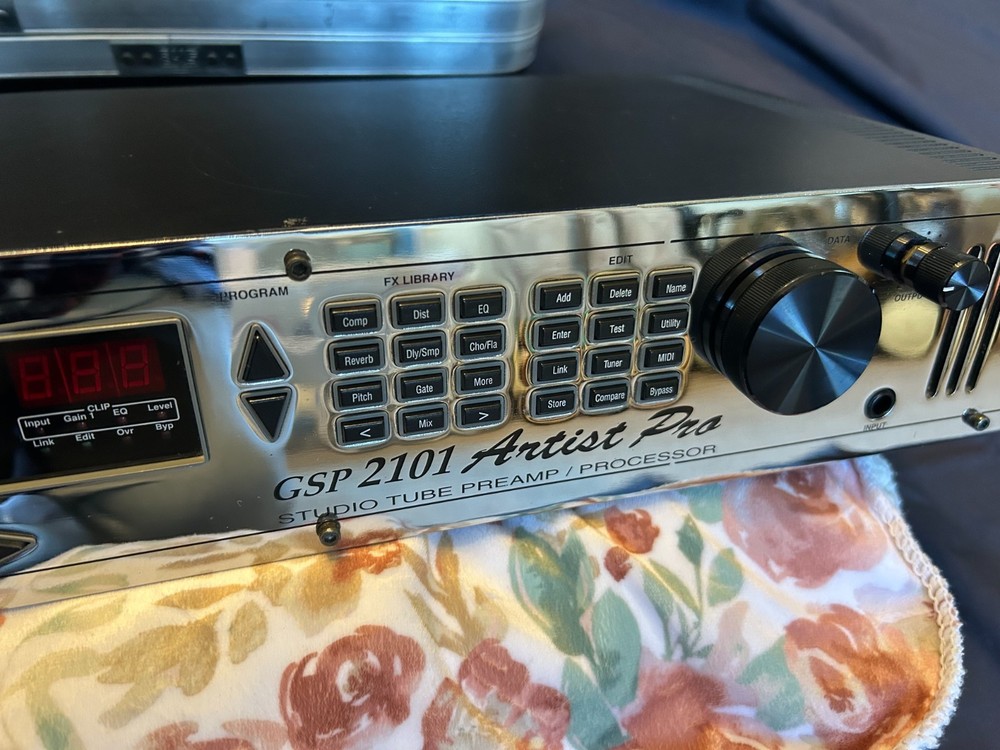 PROGRAM
FX LIBRARY
EDIT
DATA
Comp Dist EQ
Reverb Dly/Smp Cho/Fla
Pitch Gate More
< Mix >
Add Delete Name
Enter Test Utility
Link Tuner MIDI
Store Compare Bypass
CLIP
Input Gain 1 EQ Level
Link Edit Ovr Byp
INPUT
GSP 2101 Artist Pro
STUDIO TUBE PREAMP / PROCESSOR